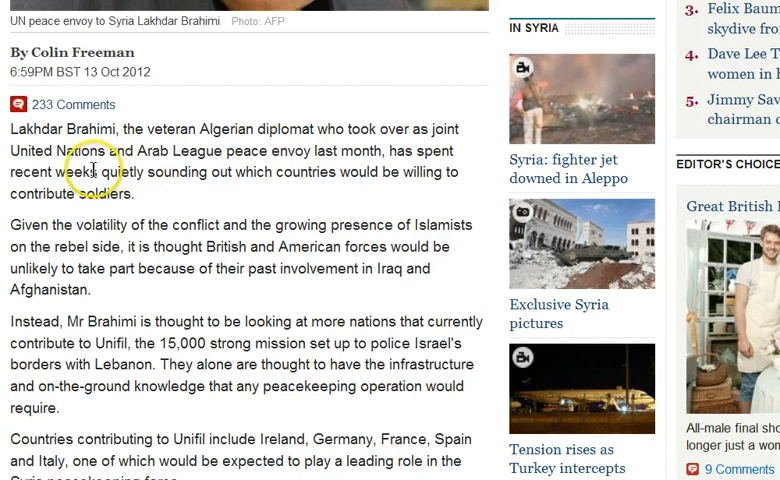 UN peace envoy to Syria Lakhdar Brahimi Photo: AFP
By Colin Freeman
6:59PM BST 13 Oct 2012
233 Comments
Lakhdar Brahimi, the veteran Algerian diplomat who took over as joint
United Nations and Arab League peace envoy last month, has spent
recent weeks quietly sounding out which countries would be willing to
contribute soldiers.
Given the volatility of the conflict and the growing presence of Islamists
on the rebel side, it is thought British and American forces would be
unlikely to take part because of their past involvement in Iraq and
Afghanistan.
Instead, Mr Brahimi is thought to be looking at more nations that currently
contribute to Unifil, the 15,000 strong mission set up to police Israel's
borders with Lebanon. They alone are thought to have the infrastructure
and on-the-ground knowledge that any peacekeeping operation would
require.
Countries contributing to Unifil include Ireland, Germany, France, Spain
and Italy, one of which would be expected to play a leading role in the
Syria peacekeeping force.
IN SYRIA
Syria: fighter jet
downed in Aleppo
Exclusive Syria
pictures
Tension rises as
Turkey intercepts
3. Felix Baum
skydive fro
4. Dave Lee T
women in h
5. Jimmy Sav
chairman o
EDITOR'S CHOICE
Great British 
All-male final sho
longer just a wom
9 Comments